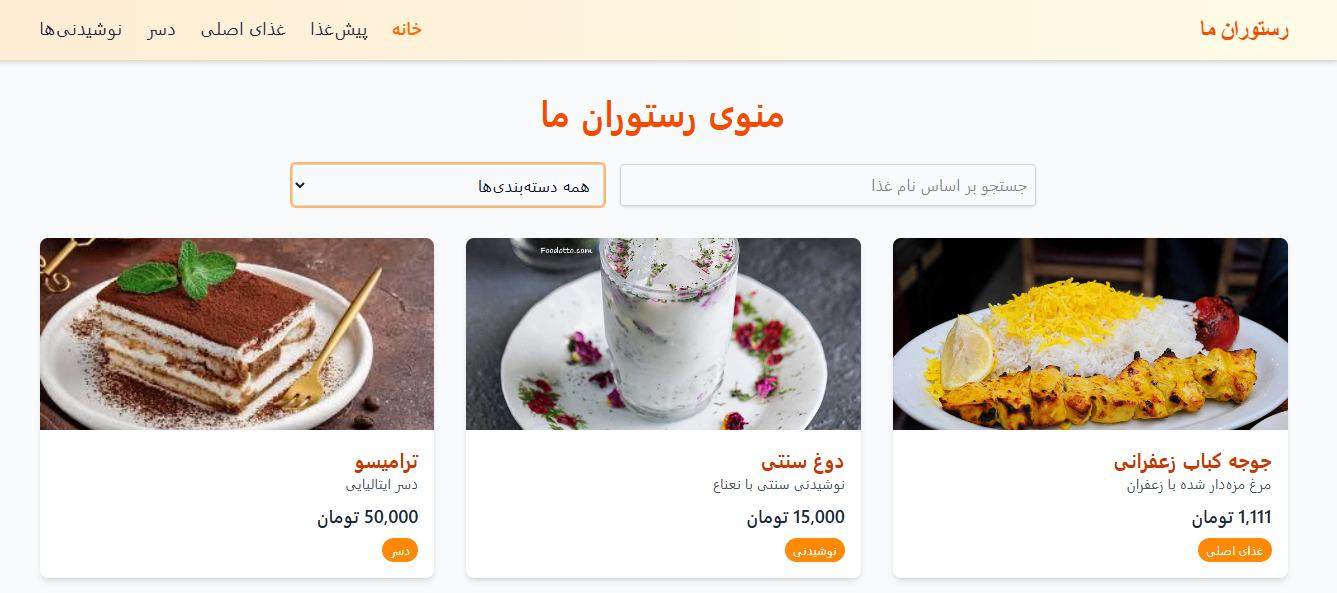 رستوران ما
خانه
پیش‌غذا
غذای اصلی
دسر
نوشیدنی‌ها
منوی رستوران ما
جستجو بر اساس نام غذا
همه دسته‌بندی‌ها
جوجه کباب زعفرانی
مرغ مزه‌دار شده با زعفران
1,111 تومان
غذای اصلی
Foodotto.com
دوغ سنتی
نوشیدنی سنتی با نعناع
15,000 تومان
نوشیدنی
ترامیسو
دسر ایتالیایی
50,000 تومان
دسر